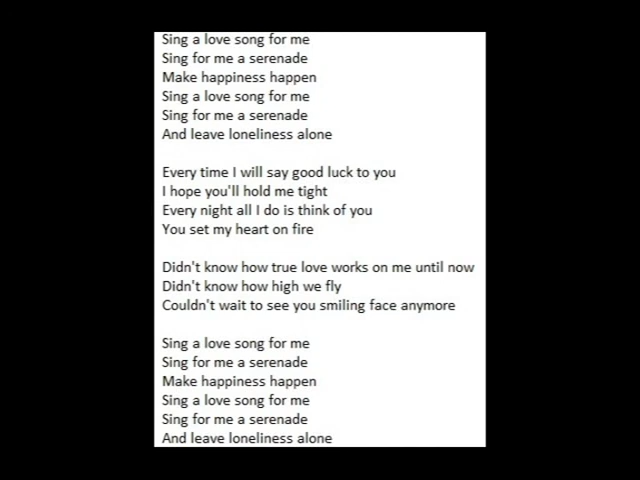 Sing a love song for me
Sing for me a serenade
Make happiness happen
Sing a love song for me
Sing for me a serenade
And leave loneliness alone
Every time I will say good luck to you
I hope you'll hold me tight
Every night all I do is think of you
You set my heart on fire
Didn't know how true love works on me until now
Didn't know how high we fly
Couldn't wait to see you smiling face anymore
Sing a love song for me
Sing for me a serenade
Make happiness happen
Sing a love song for me
Sing for me a serenade
And leave loneliness alone